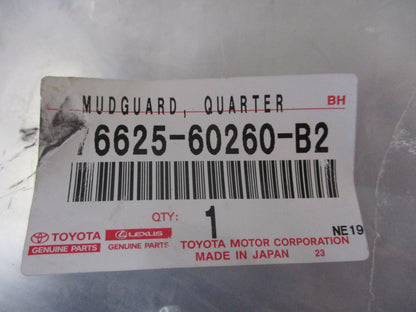 MUDGUARD, QUARTER BH
76625-60260-B2
QTY: 1
TOYOTA LEXUS
GENUINE PARTS GENUINE PARTS TOYOTA MOTOR CORPORATION NE19
MADE IN JAPAN 23